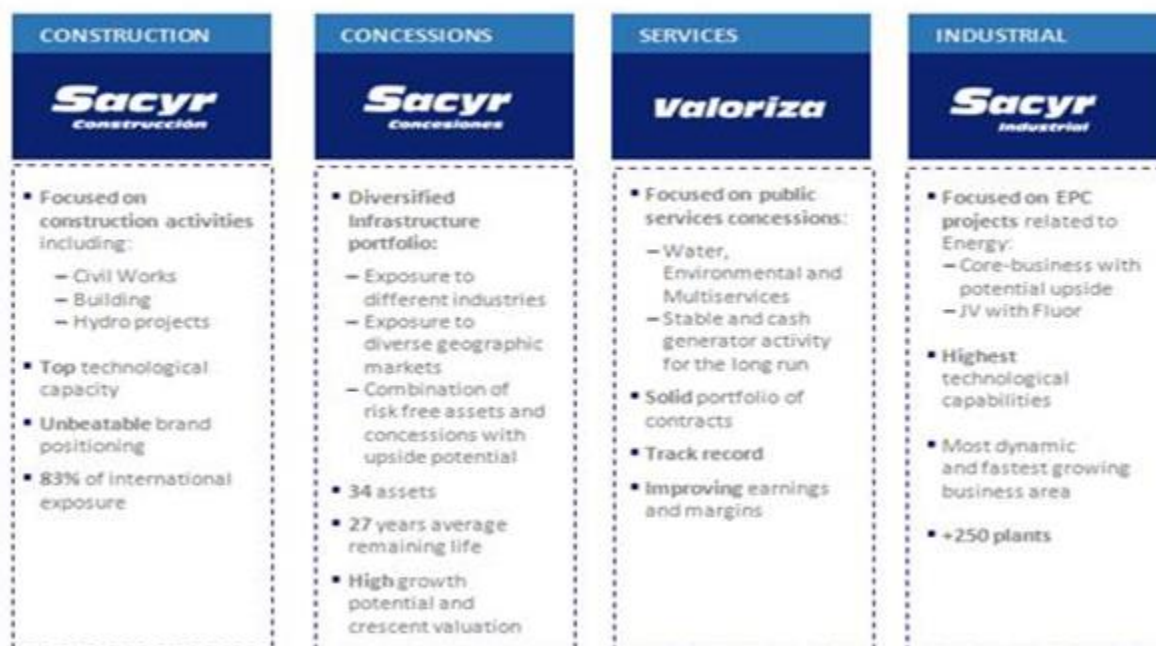 CONSTRUCTION
Sacyr
Construcción
▪ Focused on
construction activities
including:
– Civil Works
– Building
– Hydro projects
▪ Top technological
capacity
▪ Unbeatable brand
positioning
▪ 83% of international
exposure
CONCESSIONS
Sacyr
Concesiones
▪ Diversified
Infrastructure
portfolio:
– Exposure to
different industries
– Exposure to
diverse geographic
markets
– Combination of
risk free assets and
concessions with
upside potential
▪ 34 assets
▪ 27 years average
remaining life
▪ High growth
potential and
crescent valuation
SERVICES
Valoriza
▪ Focused on public
services concessions:
– Water,
Environmental and
Multiservices
– Stable and cash
generator activity
for the long run
▪ Solid portfolio of
contracts
▪ Track record
▪ Improving earnings
and margins
INDUSTRIAL
Sacyr
Industrial
▪ Focused on EPC
projects related to
Energy:
– Core-business with
potential upside
– JV with Fluor
▪ Highest
technological
capabilities
▪ Most dynamic
and fastest growing
business area
▪ +250 plants